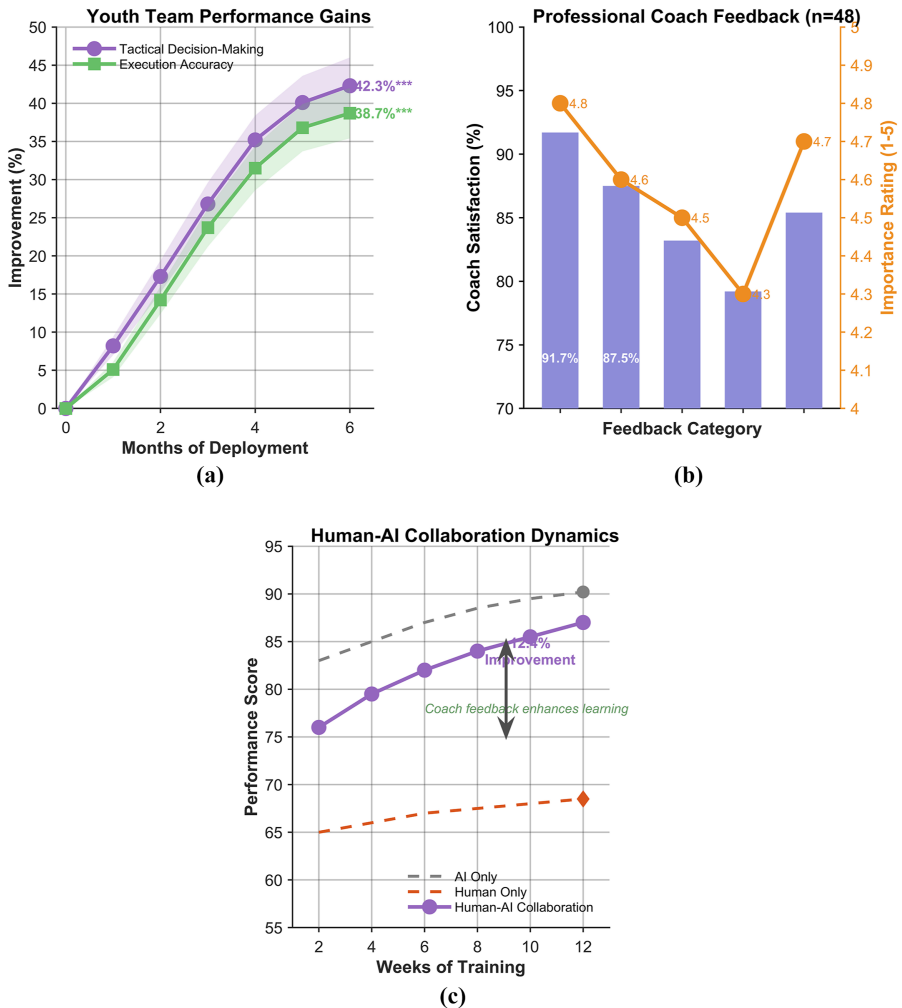 Youth Team Performance Gains
50
45
40
35
30
25
20
15
10
5
0
Improvement (%)
Tactical Decision-Making
Execution Accuracy
42.3%***
38.7%***
0
2
4
6
Months of Deployment
(a)
Professional Coach Feedback (n=48)
100
95
90
85
80
75
70
Coach Satisfaction (%)
4.8
4.6
4.5
4.3
4.7
91.7%
87.5%
5
4.9
4.8
4.7
4.6
4.5
4.4
4.3
4.2
4.1
4
Importance Rating (1-5)
Feedback Category
(b)
Human-AI Collaboration Dynamics
95
90
85
80
75
70
65
60
55
Performance Score
12.4%
Improvement
Coach feedback enhances learning
AI Only
Human Only
Human-AI Collaboration
2
4
6
8
10
12
Weeks of Training
(c)